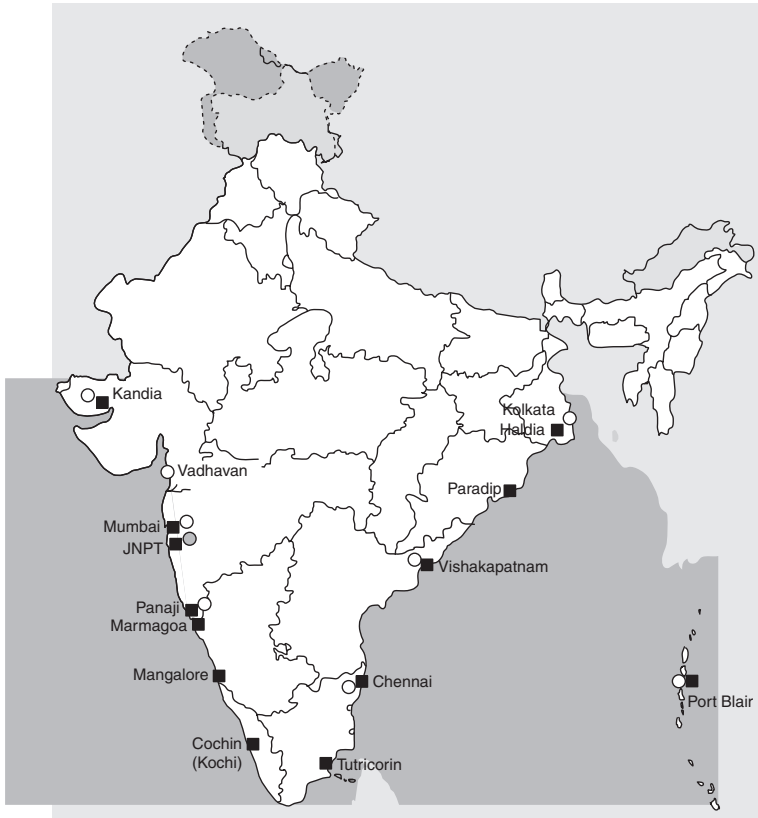 Kandia
Kolkata
Haldia
Vadhavan
Paradip
Mumbai
JNPT
Vishakapatnam
Panaji
Marmagoa
Mangalore
Chennai
Port Blair
Cochin
(Kochi)
Tutricorin